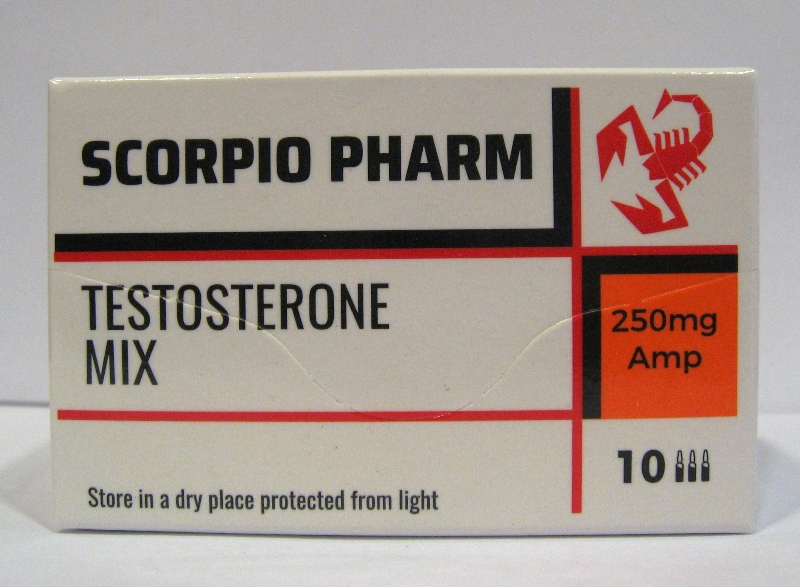 SCORPIO PHARM
TESTOSTERONE
MIX
250mg
Amp
10
Store in a dry place protected from light